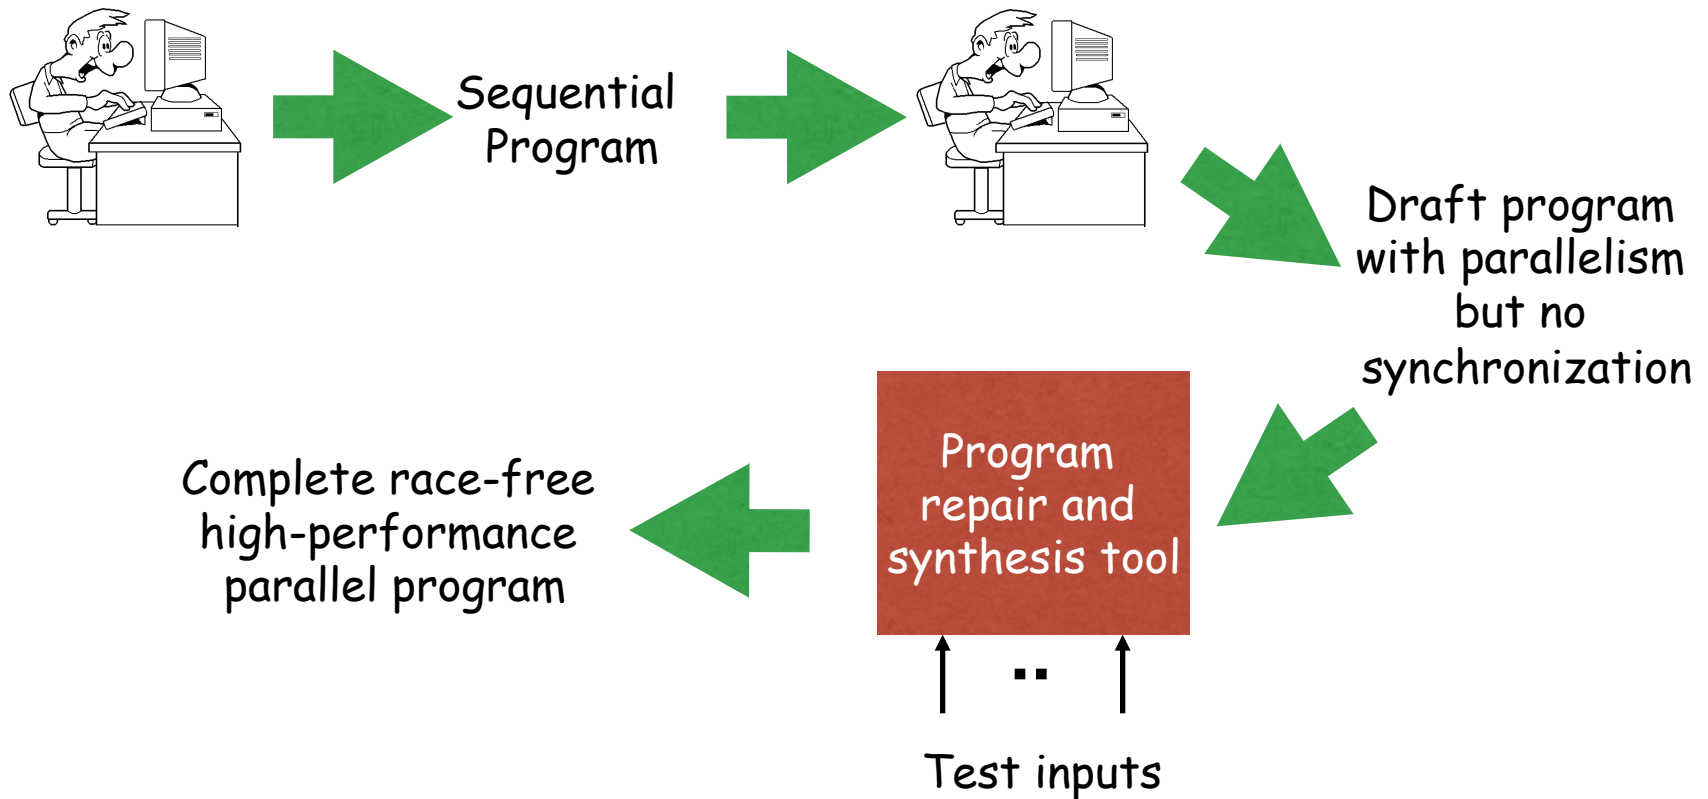 Sequential
Program
Draft program
with parallelism
but no
synchronization
Program
repair and
synthesis tool
..
Test inputs
Complete race-free
high-performance
parallel program